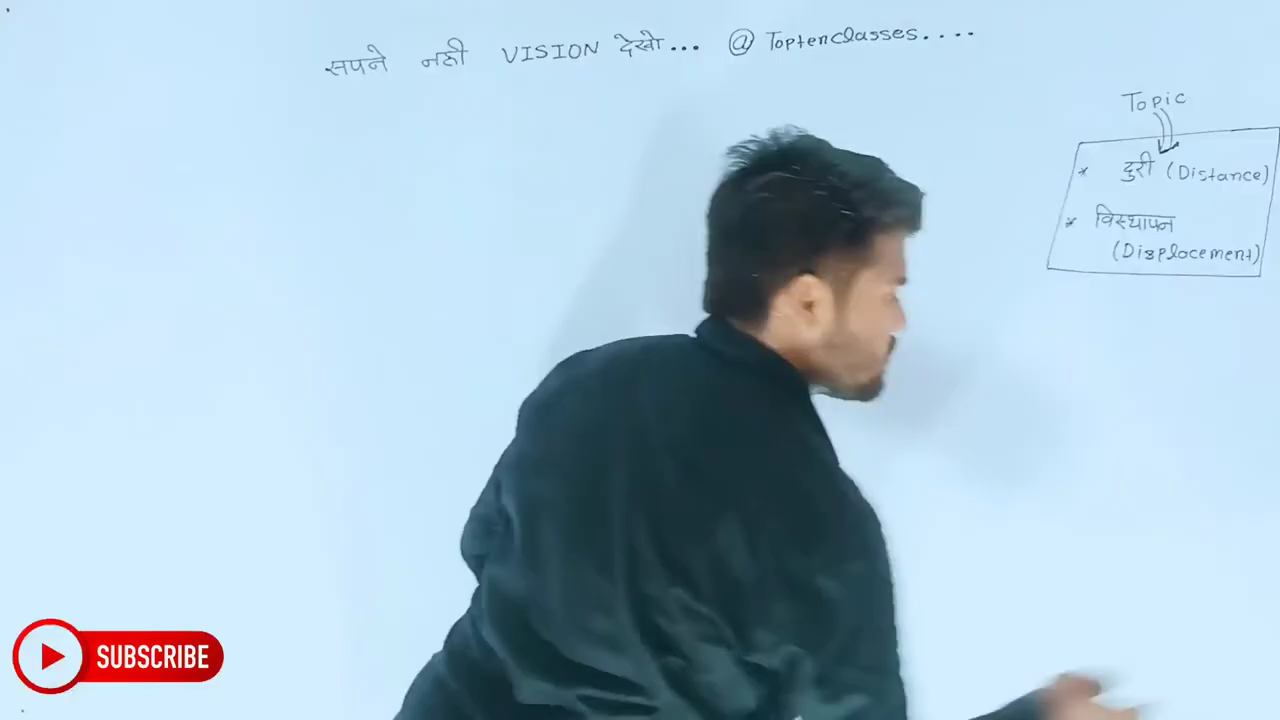 सपने नही VISION देखो... @ Toptenclasses....
Topic
* दुरी (Distance)
* विस्थापन
(Displacement)
SUBSCRIBE